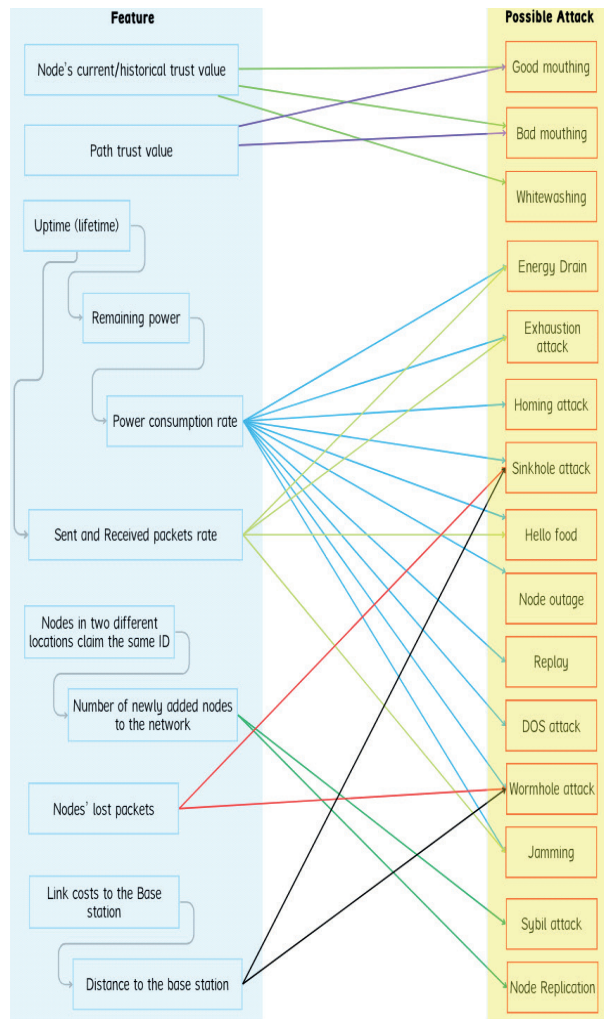 Feature
Node's current/historical trust value
Path trust value
Uptime (lifetime)
Remaining power
Power consumption rate
Sent and Received packets rate
Nodes in two different
locations claim the same ID
Number of newly added nodes
to the network
Nodes' lost packets
Link costs to the Base
station
Distance to the base station
Possible Attack
Good mouthing
Bad mouthing
Whitewashing
Energy Drain
Exhaustion
attack
Homing attack
Sinkhole attack
Hello food
Node outage
Replay
DOS attack
Wormhole attack
Jamming
Sybil attack
Node Replication